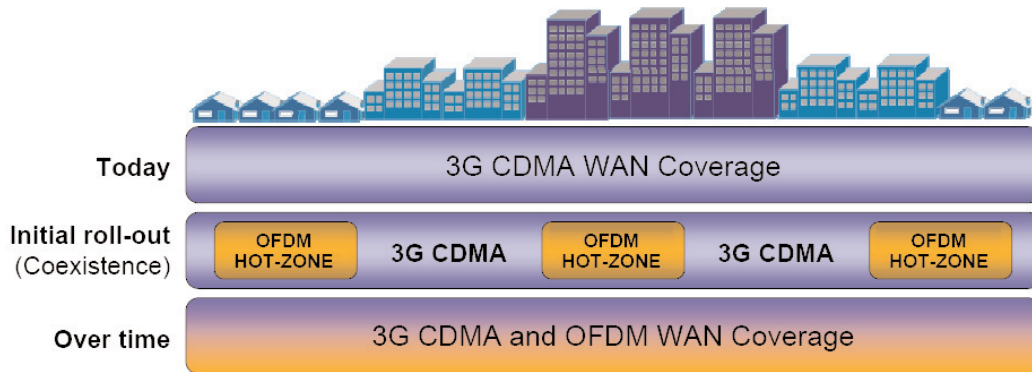 Today
3G CDMA WAN Coverage
Initial roll-out
(Coexistence)
OFDM
HOT-ZONE
3G CDMA
OFDM
HOT-ZONE
3G CDMA
OFDM
HOT-ZONE
Over time
3G CDMA and OFDM WAN Coverage